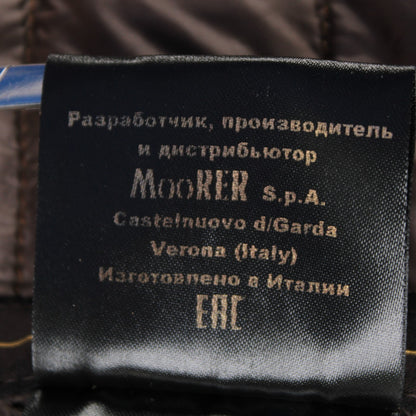 Разработчик, производитель
и дистрибьютор
MooRER S.p.A.
Castelnuovo d/Garda
Verona (Italy)
Изготовлено в Италии
EAC